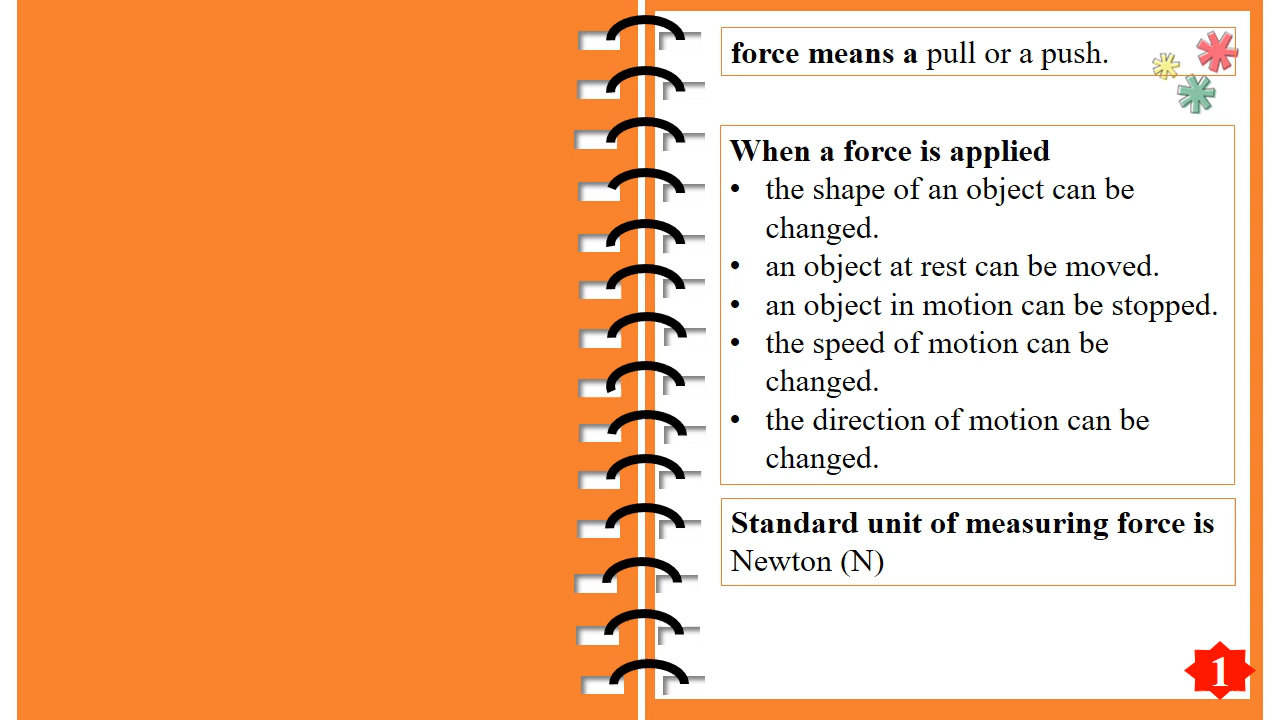 force means a pull or a push.
When a force is applied
• the shape of an object can be
changed.
• an object at rest can be moved.
• an object in motion can be stopped.
• the speed of motion can be
changed.
• the direction of motion can be
changed.
Standard unit of measuring force is
Newton (N)
1